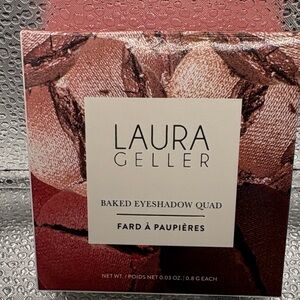 LAURA
GELLER
BAKED EYESHADOW QUAD
FARD À PAUPIÈRES
NET WT. / POIDS NET 0.03 OZ. | 0.8 G EACH